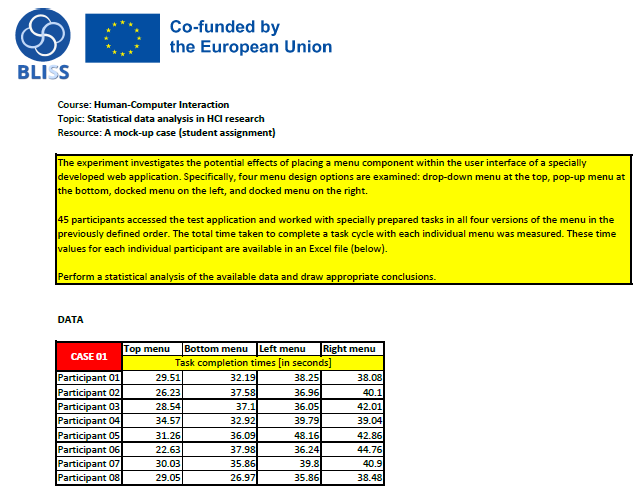 BLISS
Co-funded by
the European Union
Course: Human-Computer Interaction
Topic: Statistical data analysis in HCI research
Resource: A mock-up case (student assignment)
The experiment investigates the potential effects of placing a menu component within the user interface of a specially
developed web application. Specifically, four menu design options are examined: drop-down menu at the top, pop-up menu at
the bottom, docked menu on the left, and docked menu on the right.
45 participants accessed the test application and worked with specially prepared tasks in all four versions of the menu in the
previously defined order. The total time taken to complete a task cycle with each individual menu was measured. These time
values for each individual participant are available in an Excel file (below).
Perform a statistical analysis of the available data and draw appropriate conclusions.
DATA
CASE 01 Top menu Bottom menu Left menu Right menu
Task completion times [in seconds]
Participant 01 29.51 32.19 38.25 38.08
Participant 02 26.23 37.58 36.96 40.1
Participant 03 28.54 37.1 36.05 42.01
Participant 04 34.57 32.92 39.79 39.04
Participant 05 31.26 36.09 48.16 42.86
Participant 06 22.63 37.98 36.24 44.76
Participant 07 30.03 35.86 39.8 40.9
Participant 08 29.05 26.97 35.86 38.48